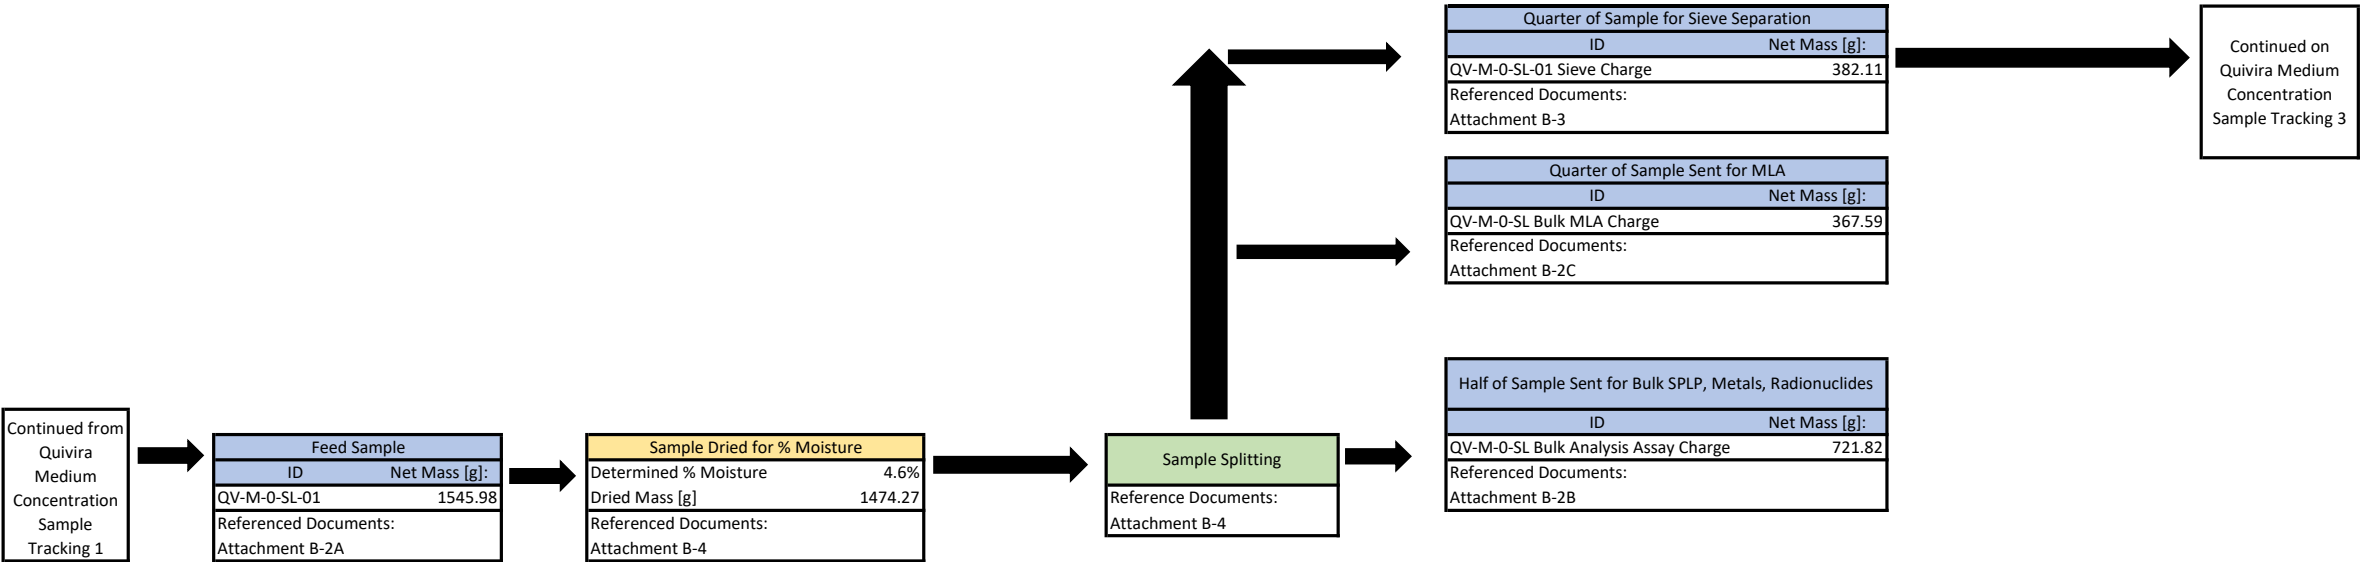 Continued from
Quivira
Medium
Concentration
Sample
Tracking 1
Feed Sample
ID Net Mass [g]:
QV-M-0-SL-01 1545.98
Referenced Documents:
Attachment B-2A
Sample Dried for % Moisture
Determined % Moisture 4.6%
Dried Mass [g] 1474.27
Referenced Documents:
Attachment B-4
Sample Splitting
Reference Documents:
Attachment B-4
Quarter of Sample for Sieve Separation
ID Net Mass [g]:
QV-M-0-SL-01 Sieve Charge 382.11
Referenced Documents:
Attachment B-3
Quarter of Sample Sent for MLA
ID Net Mass [g]:
QV-M-0-SL Bulk MLA Charge 367.59
Referenced Documents:
Attachment B-2C
Half of Sample Sent for Bulk SPLP, Metals, Radionuclides
ID Net Mass [g]:
QV-M-0-SL Bulk Analysis Assay Charge 721.82
Referenced Documents:
Attachment B-2B
Continued on
Quivira Medium
Concentration
Sample Tracking 3